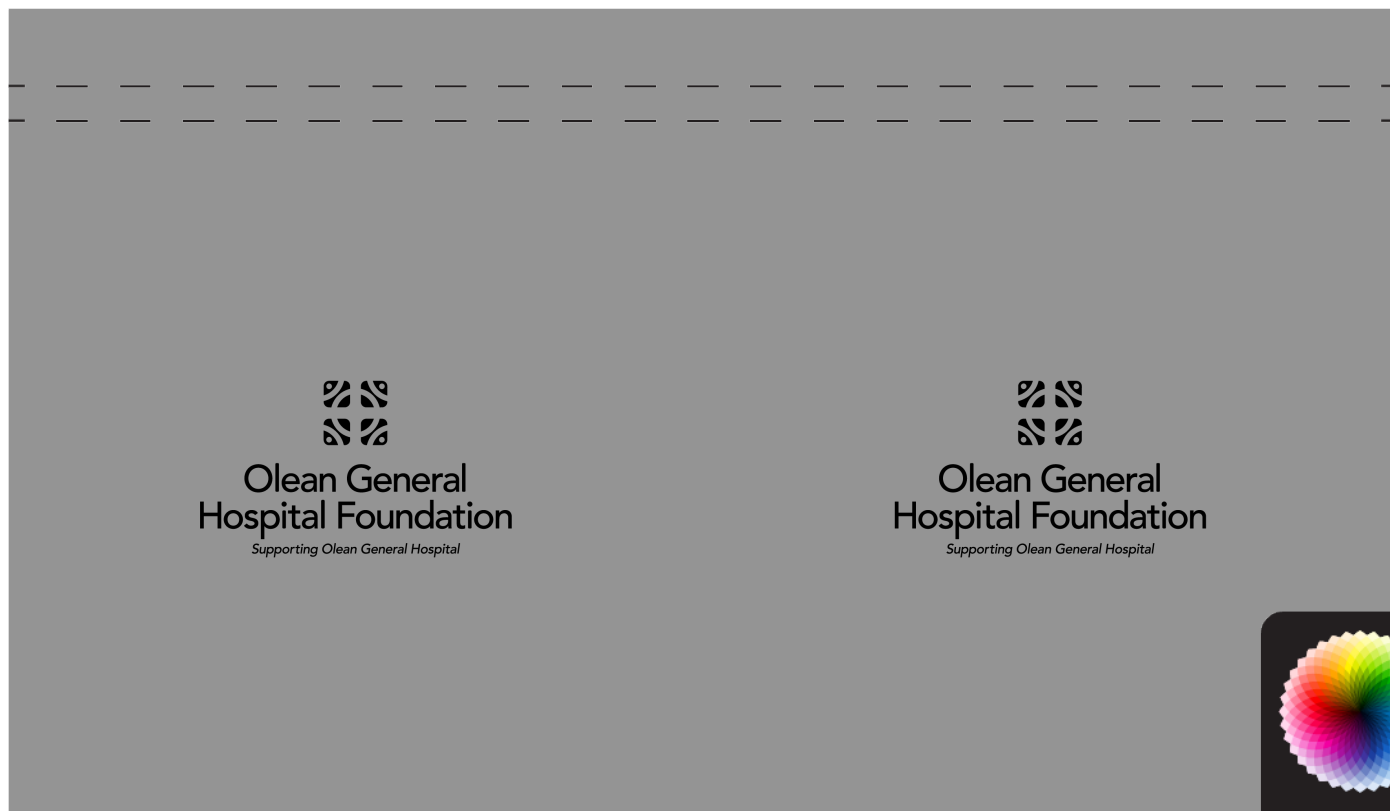 Olean General
Hospital Foundation
Supporting Olean General Hospital
Olean General
Hospital Foundation
Supporting Olean General Hospital